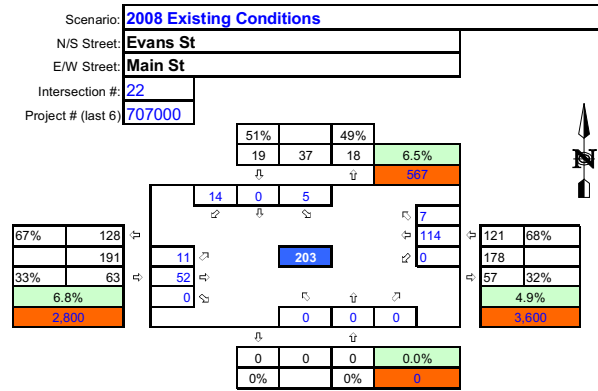 Scenario: 2008 Existing Conditions
N/S Street: Evans St
E/W Street: Main St
Intersection #: 22
Project # (last 6) 707000
51% 49%
19 37 18 6.5%
⇩ ⇧ 567
N
14 0 5
⬃ ⇩ ⬂ ⬁ 7
67% 128 ⇦ ⇦ 114 ⇦ 121 68%
191 11 ⬀ 203 ⬃ 0 178
33% 63 ⇨ 52 ⇨ ⇨ 57 32%
6.8% 0 ⬂ ⬁ ⇧ ⬀ 4.9%
2,800 0 0 0 3,600
⇩ ⇧
0 0 0 0.0%
0% 0% 0